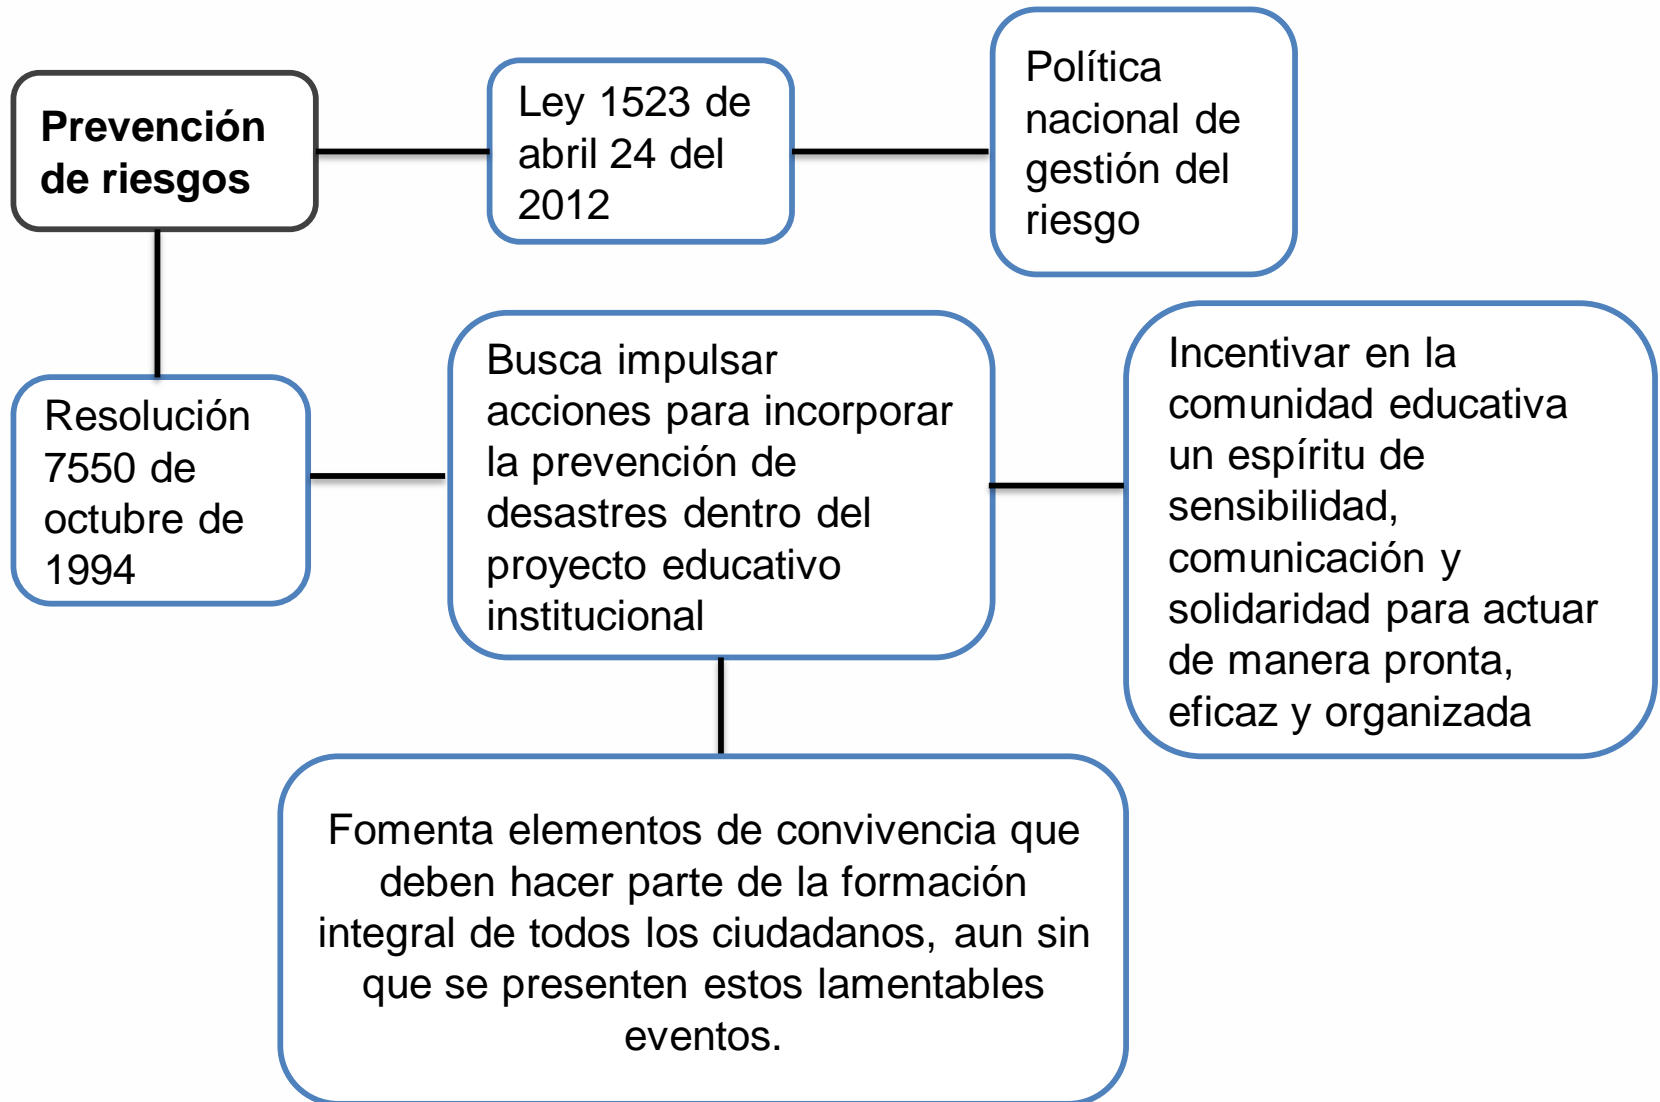 Prevención
de riesgos
Ley 1523 de
abril 24 del
2012
Política
nacional de
gestión del
riesgo
Resolución
7550 de
octubre de
1994
Busca impulsar
acciones para incorporar
la prevención de
desastres dentro del
proyecto educativo
institucional
Incentivar en la
comunidad educativa
un espíritu de
sensibilidad,
comunicación y
solidaridad para actuar
de manera pronta,
eficaz y organizada
Fomenta elementos de convivencia que
deben hacer parte de la formación
integral de todos los ciudadanos, aun sin
que se presenten estos lamentables
eventos.